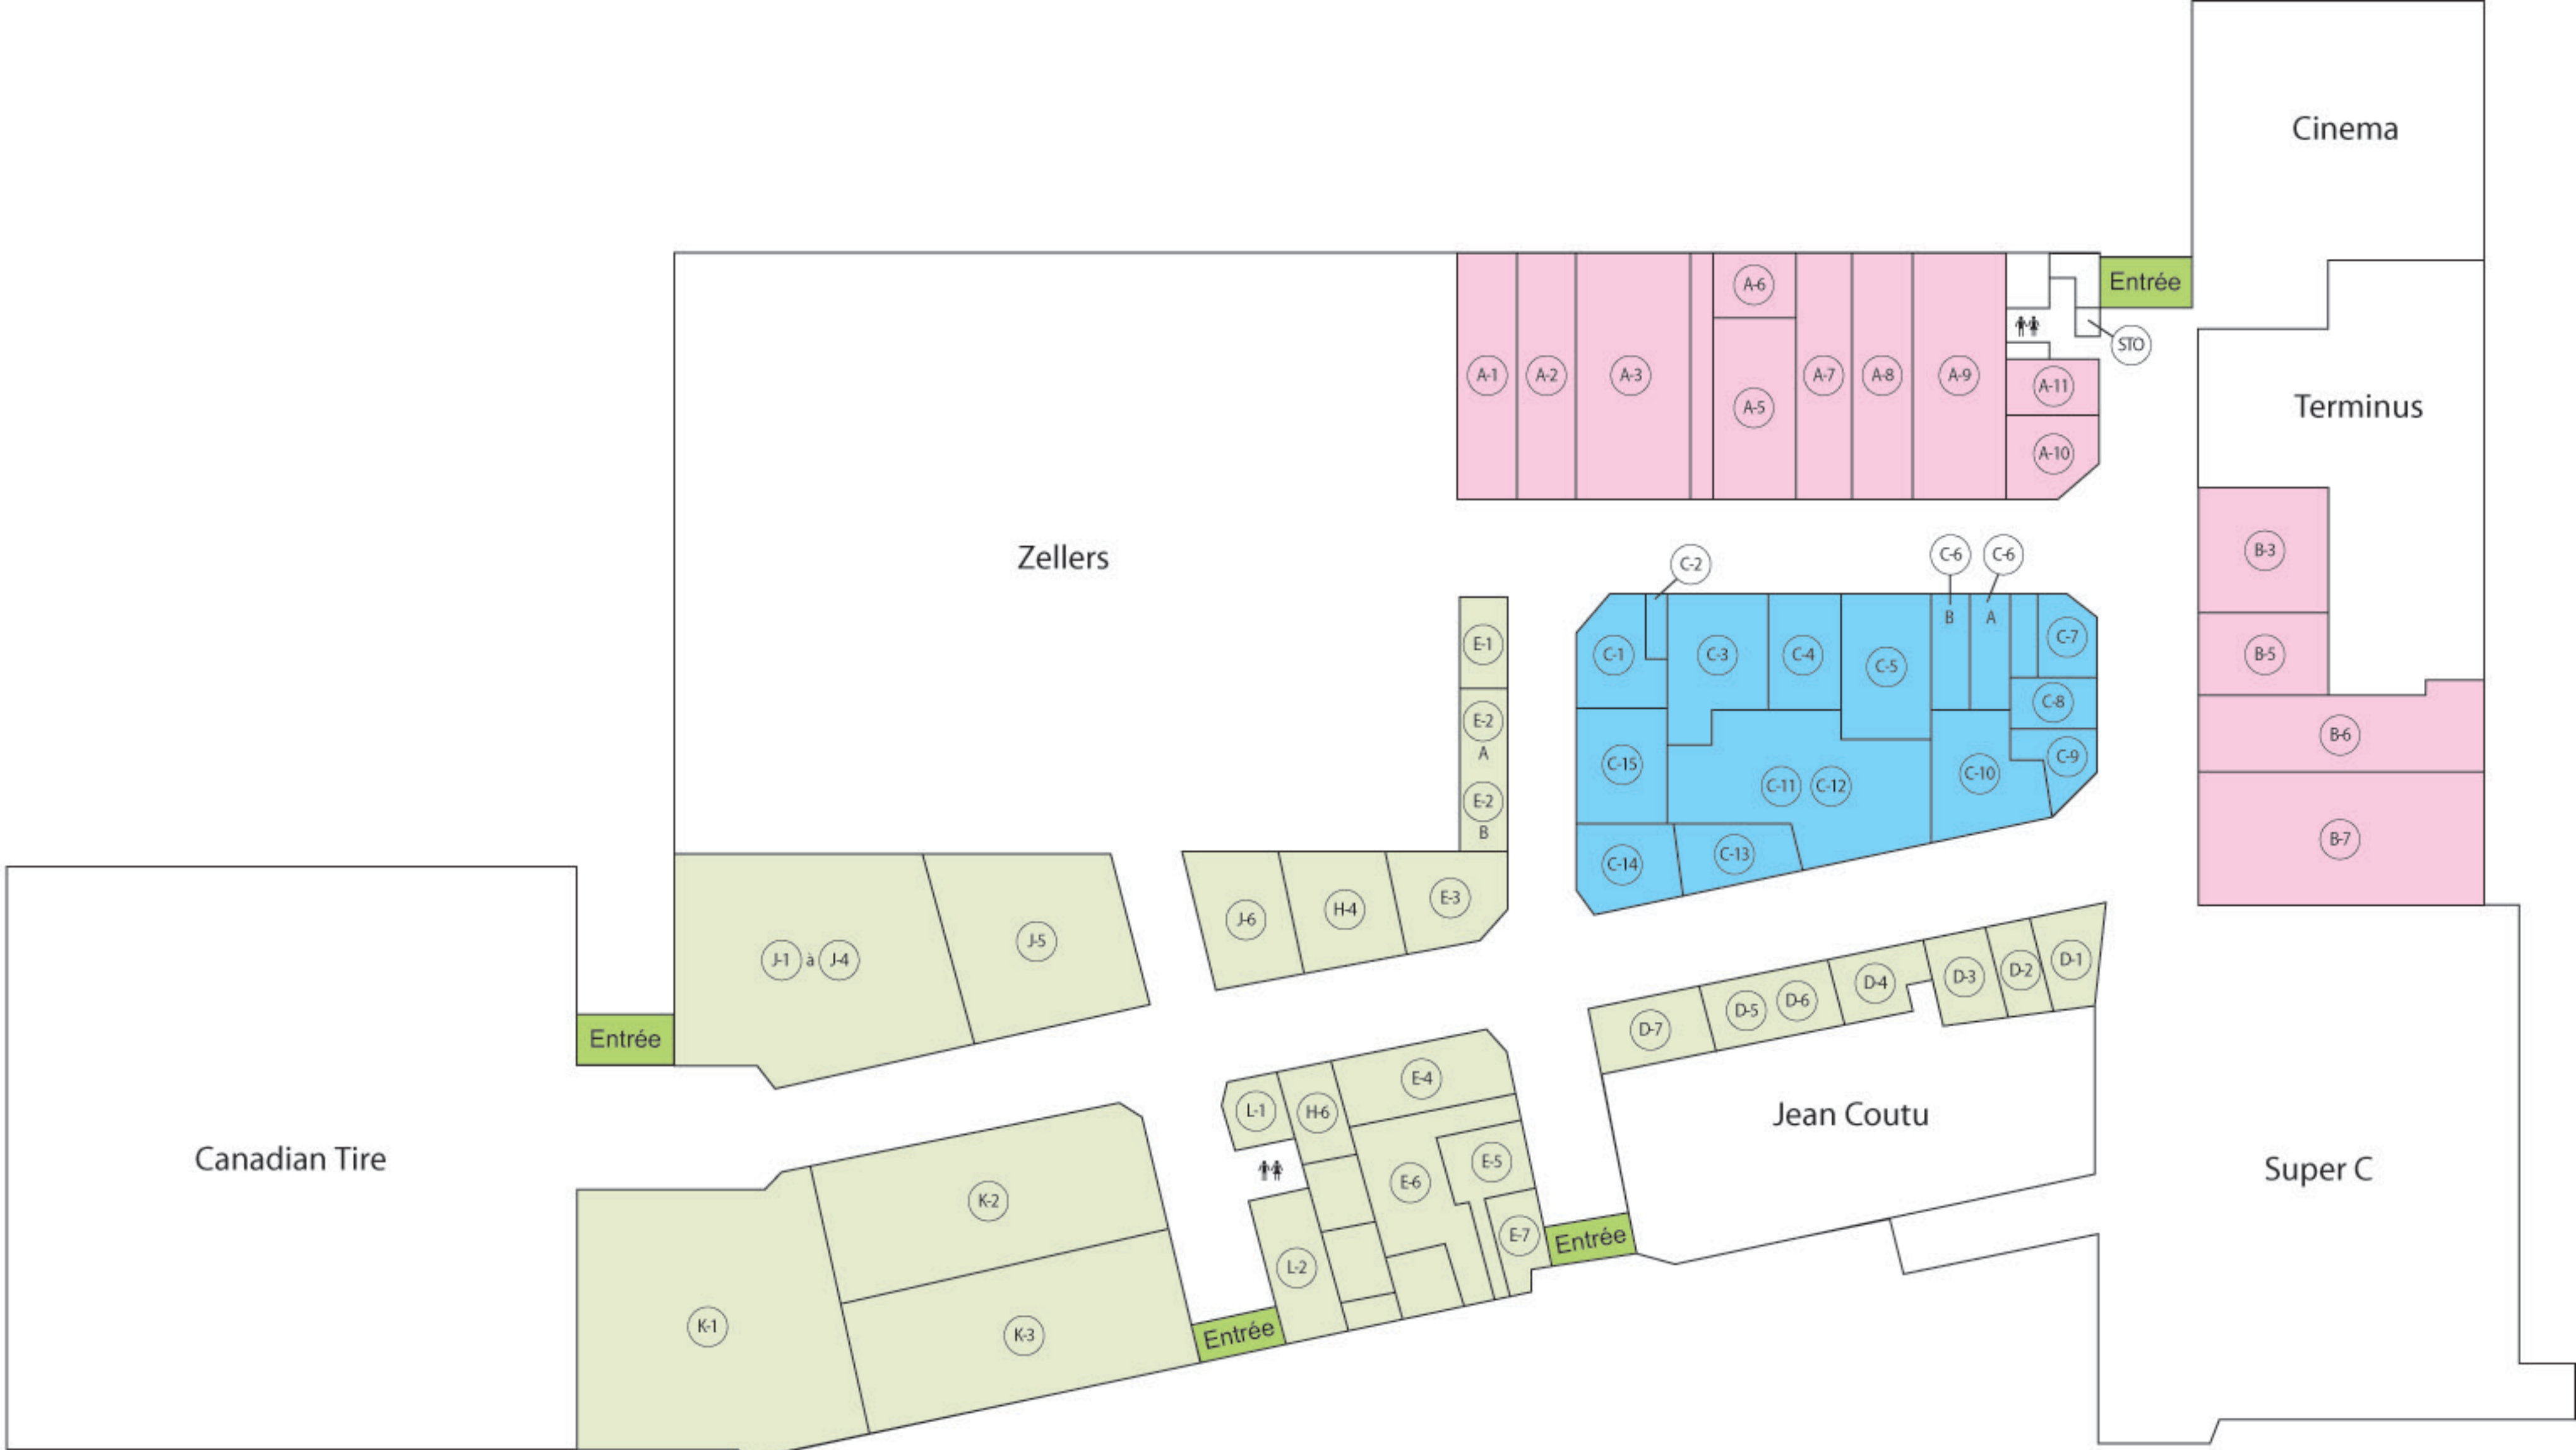 Cinema
A-6
Entrée
STO
A-1
A-2
A-3
A-5
A-7
A-8
A-9
A-11
A-10
Terminus
Zellers
C-2
C-6
C-6
B-3
B
A
E-1
C-1
C-3
C-4
C-5
C-7
B-5
C-8
E-2
A
C-15
C-11
C-12
C-10
C-9
B-6
E-2
B
C-14
C-13
B-7
J-1 à J-4
J-5
J-6
H-4
E-3
D-7
D-5
D-6
D-4
D-3
D-2
D-1
Entrée
Canadian Tire
L-1
H-6
E-4
Jean Coutu
Super C
K-2
E-6
E-5
E-7
Entrée
K-1
K-3
L-2
Entrée